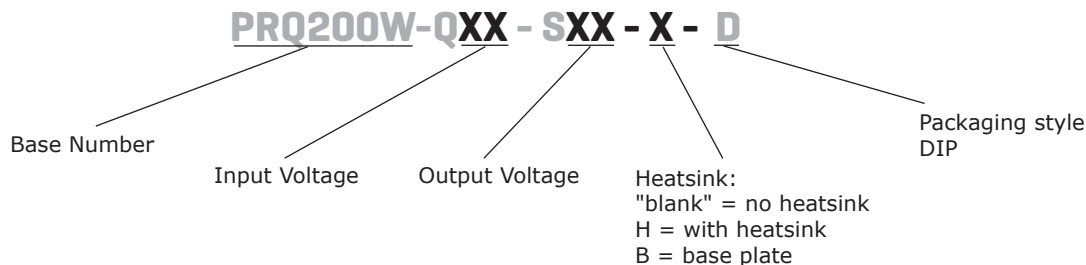 PRQ200W-QXX - SXX - X - D
Base Number
Input Voltage
Output Voltage
Heatsink:
"blank" = no heatsink
H = with heatsink
B = base plate
Packaging style
DIP